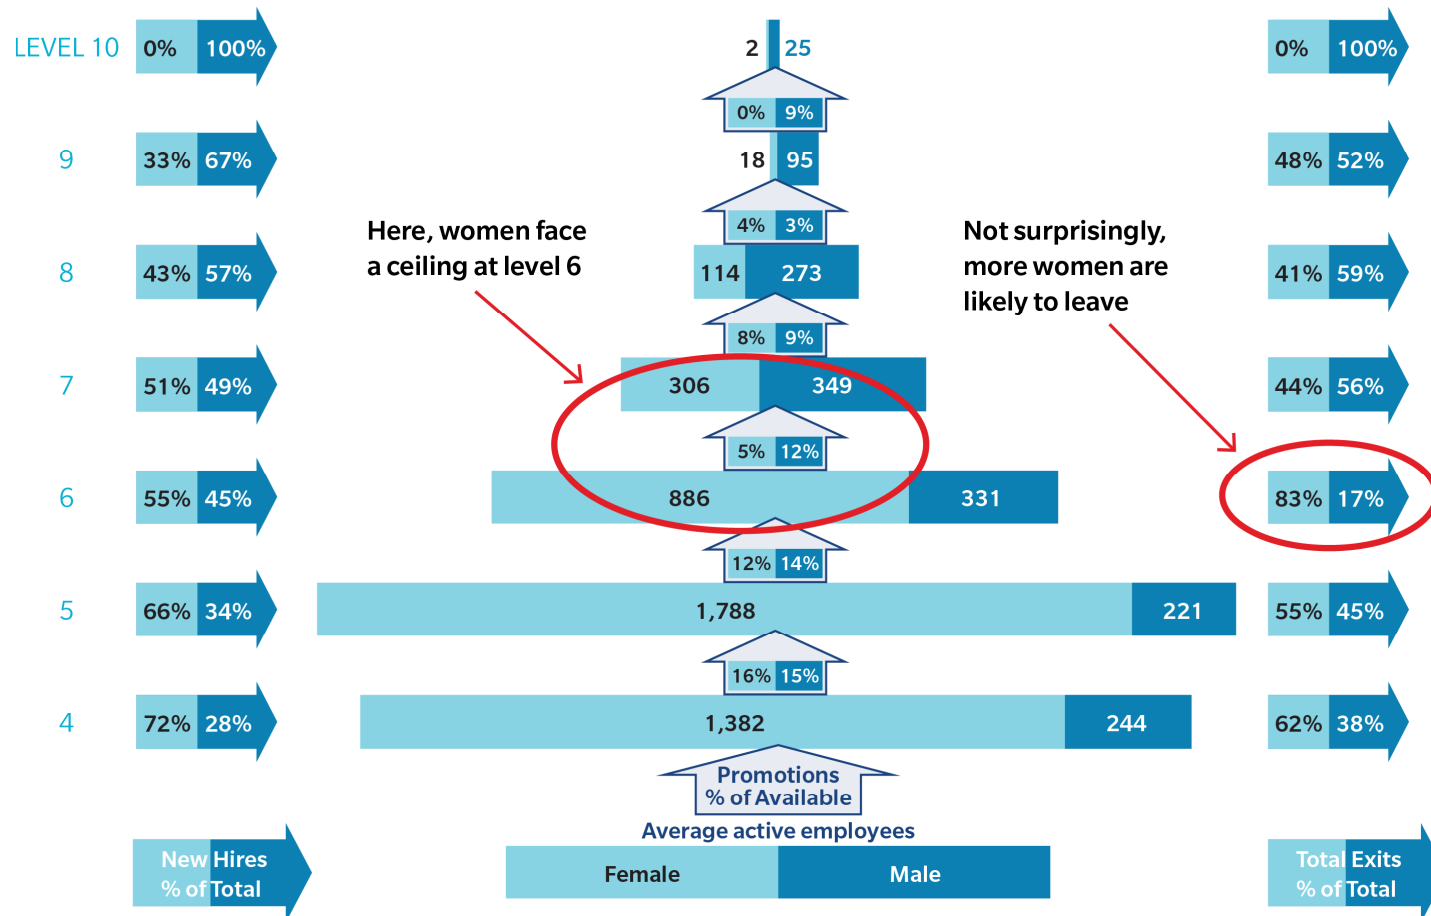 LEVEL 10 0% 100% 2 25 0% 100%
0% 9%
9 33% 67% 18 95 48% 52%
4% 3%
Here, women face
a ceiling at level 6
Not surprisingly,
more women are
likely to leave
8 43% 57% 114 273 41% 59%
8% 9%
7 51% 49% 306 349 44% 56%
5% 12%
6 55% 45% 886 331 83% 17%
12% 14%
5 66% 34% 1,788 221 55% 45%
16% 15%
4 72% 28% 1,382 244 62% 38%
Promotions
% of Available
Average active employees
Female Male
New Hires
% of Total
Total Exits
% of Total